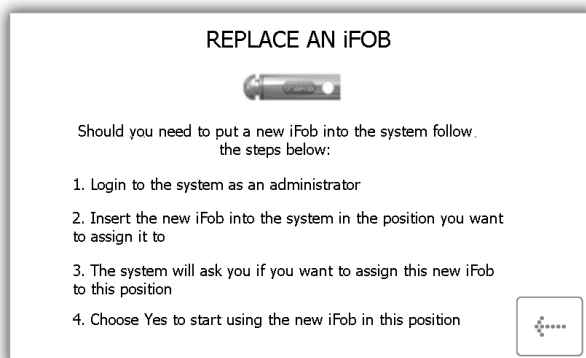 REPLACE AN iFOB
Should you need to put a new iFob into the system follow.
the steps below:
1. Login to the system as an administrator
2. Insert the new iFob into the system in the position you want
to assign it to
3. The system will ask you if you want to assign this new iFob
to this position
4. Choose Yes to start using the new iFob in this position